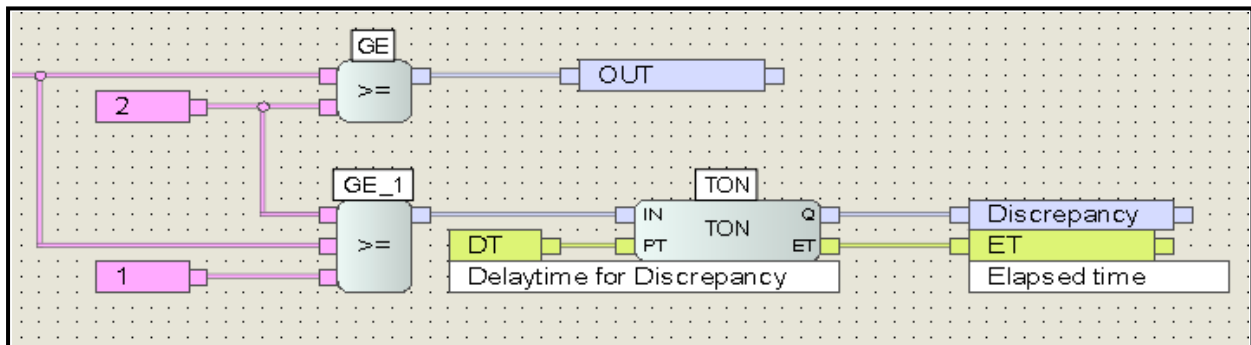 GE
>=
OUT
2
GE_1
>=
1
TON
IN
Q
TON
PT
ET
DT
Delaytime for Discrepancy
Discrepancy
ET
Elapsed time